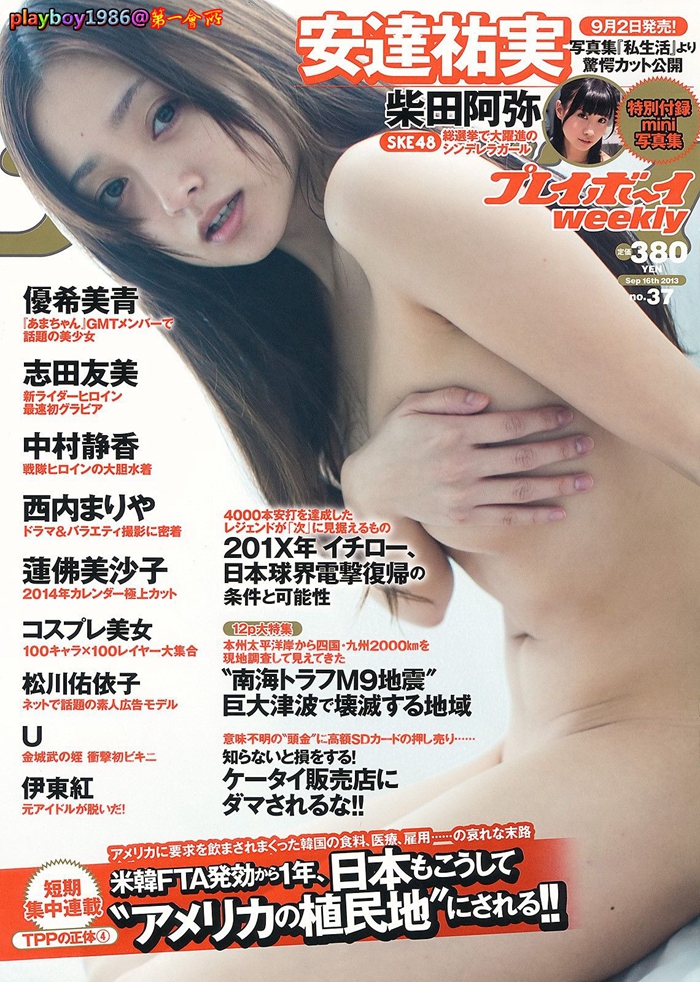 playboy1986@第一會所
安達祐実
9月2日発売!
写真集『私生活』より
驚愕カット公開
柴田阿弥
SKE48
総選挙で大躍進の
シンデレラガール
特別付録
mini
写真集
プレイボーイ
weekly
定価380
YEN
Sep 16th 2013
no.37
優希美青
『あまちゃん』GMTメンバーで
話題の美少女
志田友美
新ライダーヒロイン
最速初グラビア
中村静香
戦隊ヒロインの大胆水着
西内まりや
ドラマ&バラエティ撮影に密着
蓮佛美沙子
2014年カレンダー極上カット
コスプレ美女
100キャラ×100レイヤー大集合
松川佑依子
ネットで話題の素人広告モデル
U
金城武の姪 衝撃初ビキニ
伊東紅
元アイドルが脱いだ!
4000本安打を達成した
レジェンドが「次」に見据えるもの
201X年 イチロー、
日本球界電撃復帰の
条件と可能性
12p大特集
本州太平洋岸から四国・九州2000kmを
現地調査して見えてきた
“南海トラフM9地震”
巨大津波で壊滅する地域
意味不明の“頭金”に高額SDカードの押し売り……
知らないと損をする!
ケータイ販売店に
ダマされるな!!
短期
集中連載
TPPの正体④
アメリカに要求を飲まされまくった韓国の食料、医療、雇用……の哀れな末路
米韓FTA発効から1年、日本もこうして
“アメリカの植民地”にされる!!